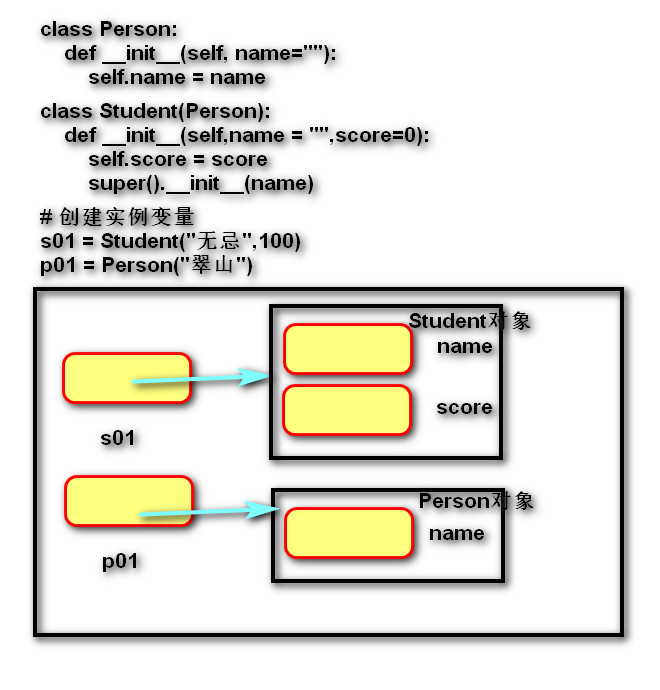 class Person:
    def __init__(self, name=""):
        self.name = name
class Student(Person):
    def __init__(self,name = "",score=0):
        self.score = score
        super().__init__(name)
# 创建实例变量
s01 = Student("无忌",100)
p01 = Person("翠山")
Student对象
name
score
s01
Person对象
name
p01